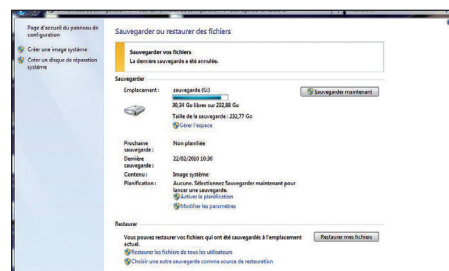 Page d'accueil du panneau de
configuration
Créer une image système
Créer un disque de réparation
système
Sauvegarder ou restaurer des fichiers
Sauvegarder vos fichiers
La dernière sauvegarde a été annulée.
Sauvegarder
Emplacement : sauvegarde (G:)
Sauvegarder maintenant
30,34 Go libres sur 232,88 Go
Taille de la sauvegarde : 232,77 Go
Gérer l'espace
Prochaine
sauvegarde : Non planifiée
Dernière
sauvegarde : 22/02/2010 10:36
Contenu : Image système
Planification : Aucune. Sélectionnez Sauvegarder maintenant pour
lancer une sauvegarde.
Activer la planification
Modifier les paramètres
Restaurer
Vous pouvez restaurer vos fichiers qui ont été sauvegardés à l'emplacement
actuel.
Restaurer mes fichiers
Restaurer les fichiers de tous les utilisateurs
Choisir une autre sauvegarde comme source de restauration